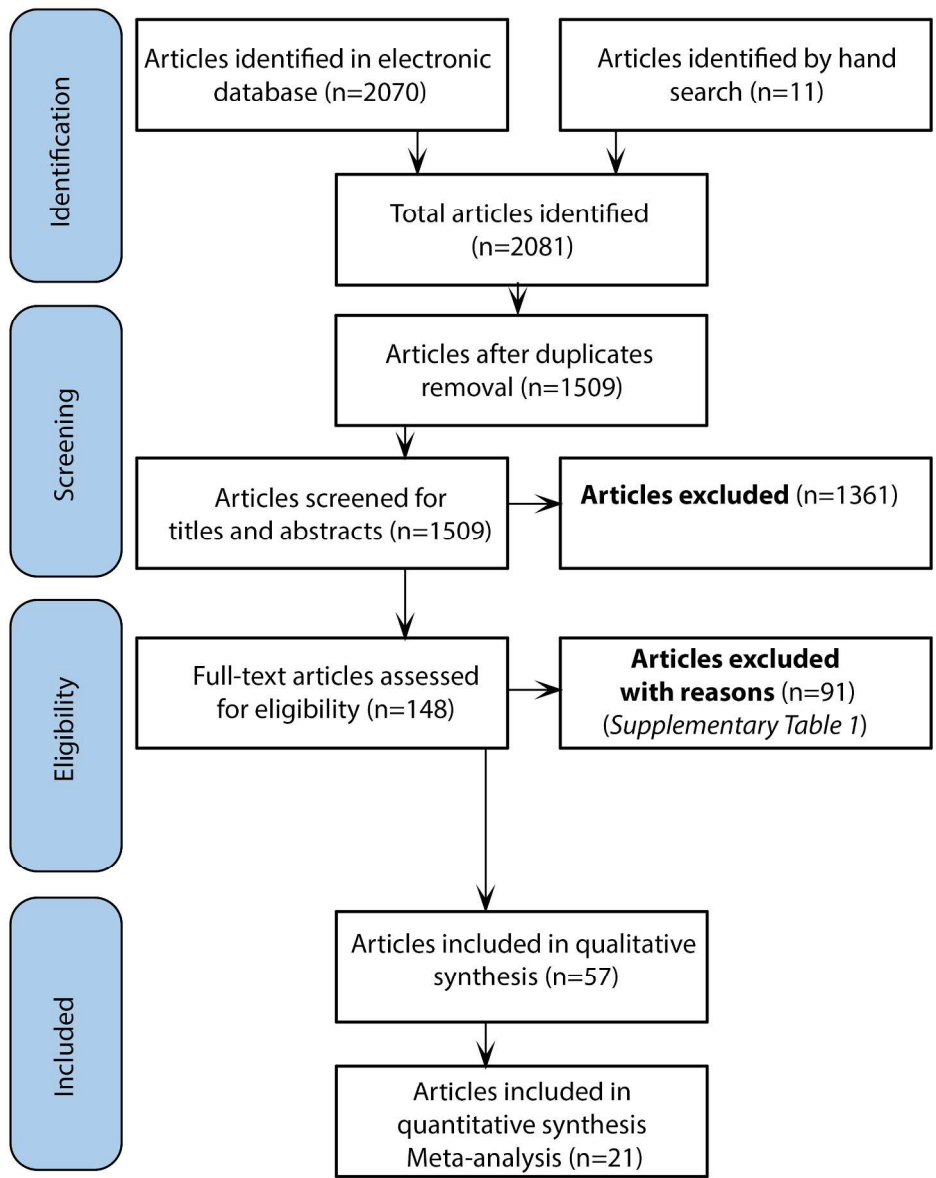 Identification
Articles identified in electronic
database (n=2070)
Articles identified by hand
search (n=11)
Total articles identified
(n=2081)
Screening
Articles after duplicates
removal (n=1509)
Articles screened for
titles and abstracts (n=1509)
Articles excluded (n=1361)
Eligibility
Full-text articles assessed
for eligibility (n=148)
Articles excluded
with reasons (n=91)
(Supplementary Table 1)
Included
Articles included in qualitative
synthesis (n=57)
Articles included in
quantitative synthesis
Meta-analysis (n=21)